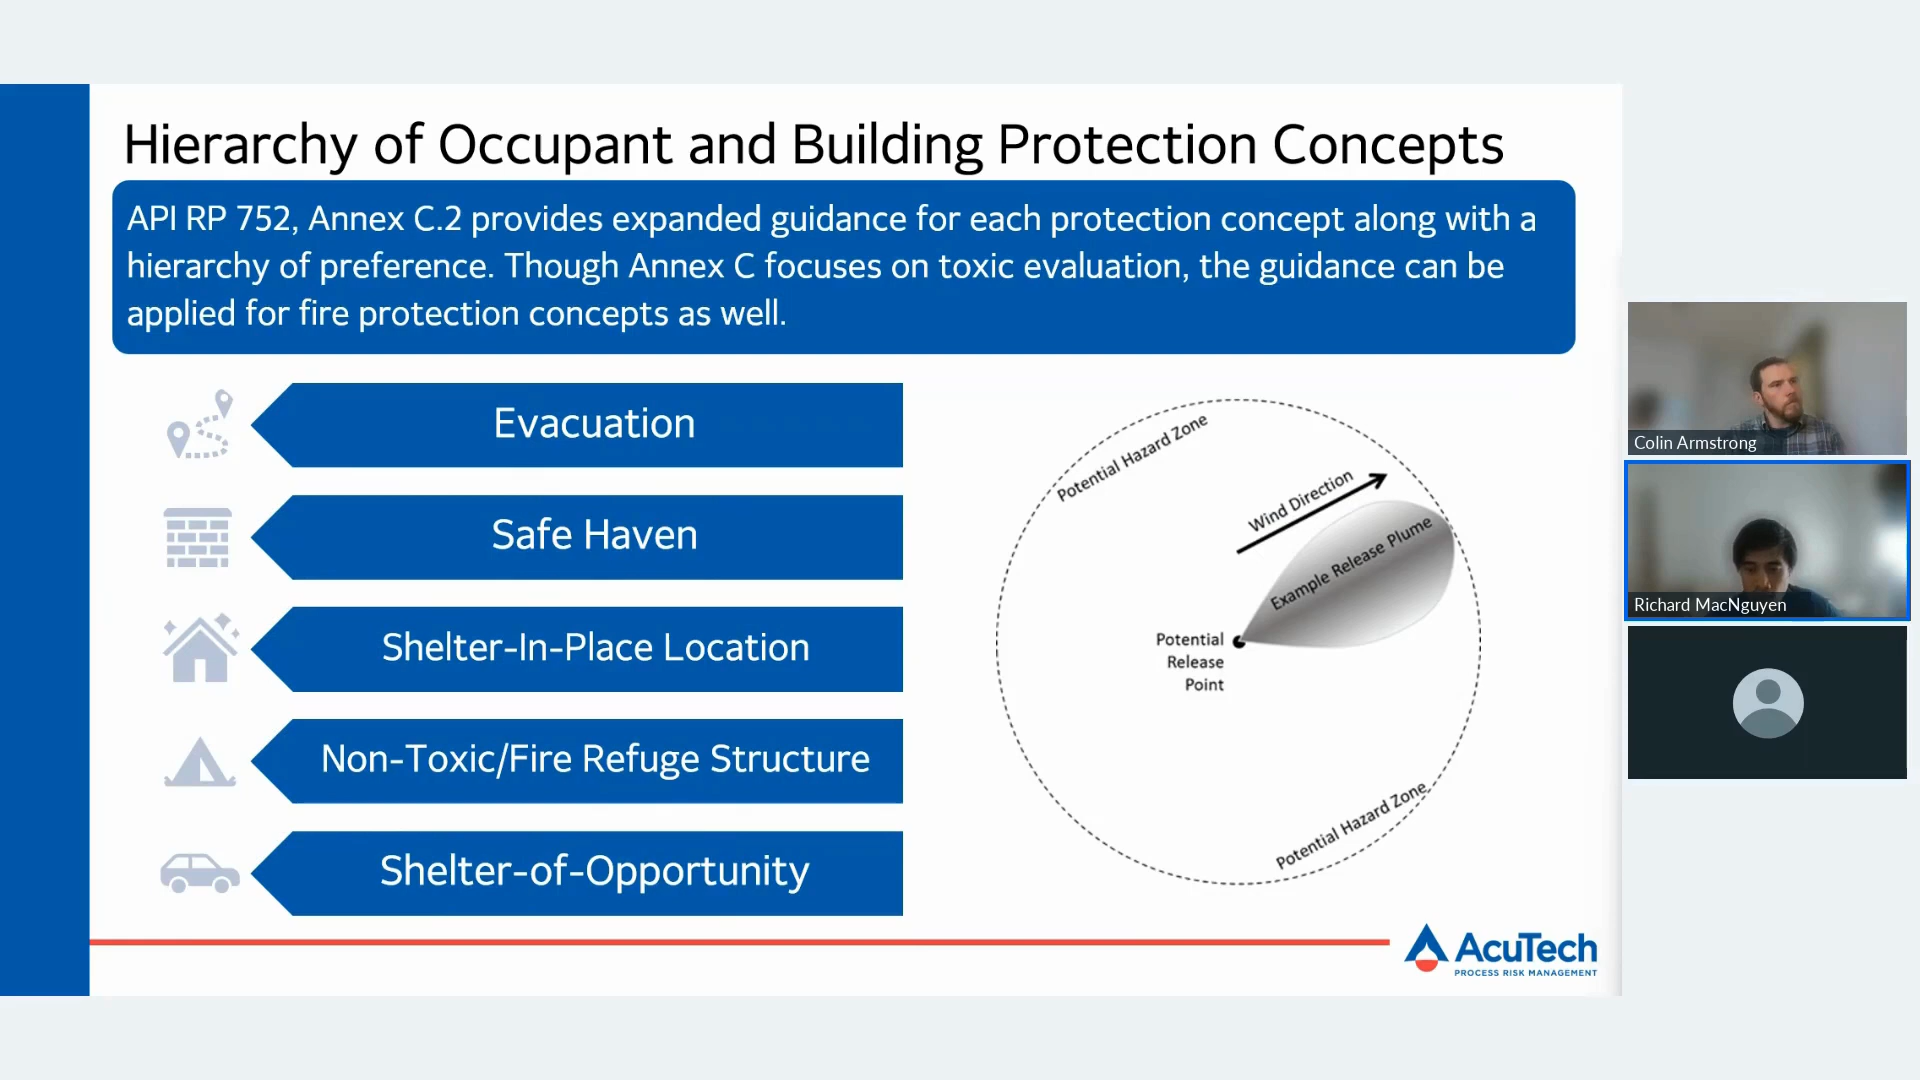 Hierarchy of Occupant and Building Protection Concepts
API RP 752, Annex C.2 provides expanded guidance for each protection concept along with a
hierarchy of preference. Though Annex C focuses on toxic evaluation, the guidance can be
applied for fire protection concepts as well.
Evacuation
Safe Haven
Shelter-In-Place Location
Non-Toxic/Fire Refuge Structure
Shelter-of-Opportunity
Potential Hazard Zone
Wind Direction
Example Release Plume
Potential
Release
Point
Potential Hazard Zone
AcuTech
PROCESS RISK MANAGEMENT
Colin Armstrong
Richard MacNguyen